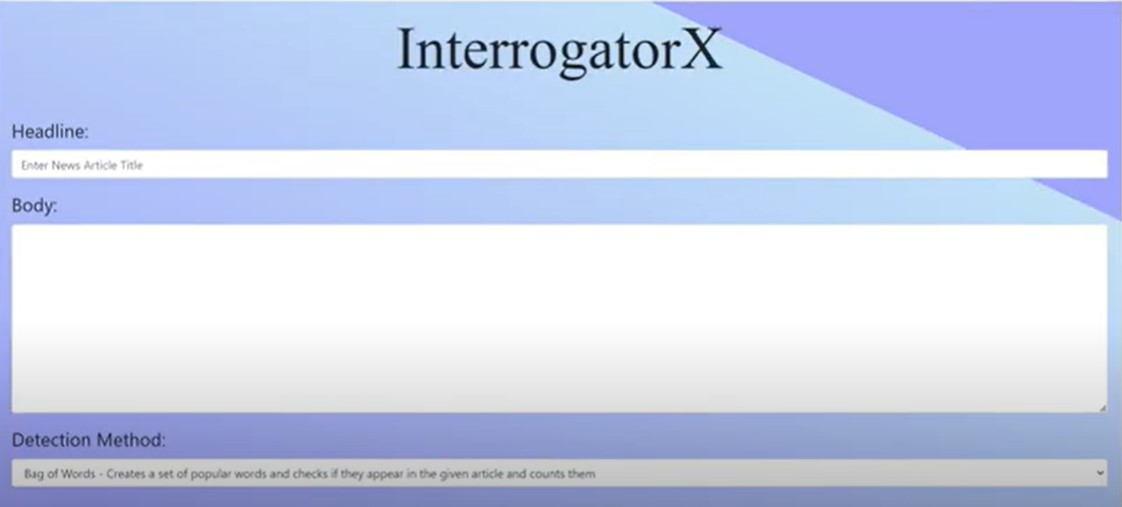 InterrogatorX
Headline:
Enter News Article Title
Body:
Detection Method:
Bag of Words - Creates a set of popular words and checks if they appear in the given article and counts them